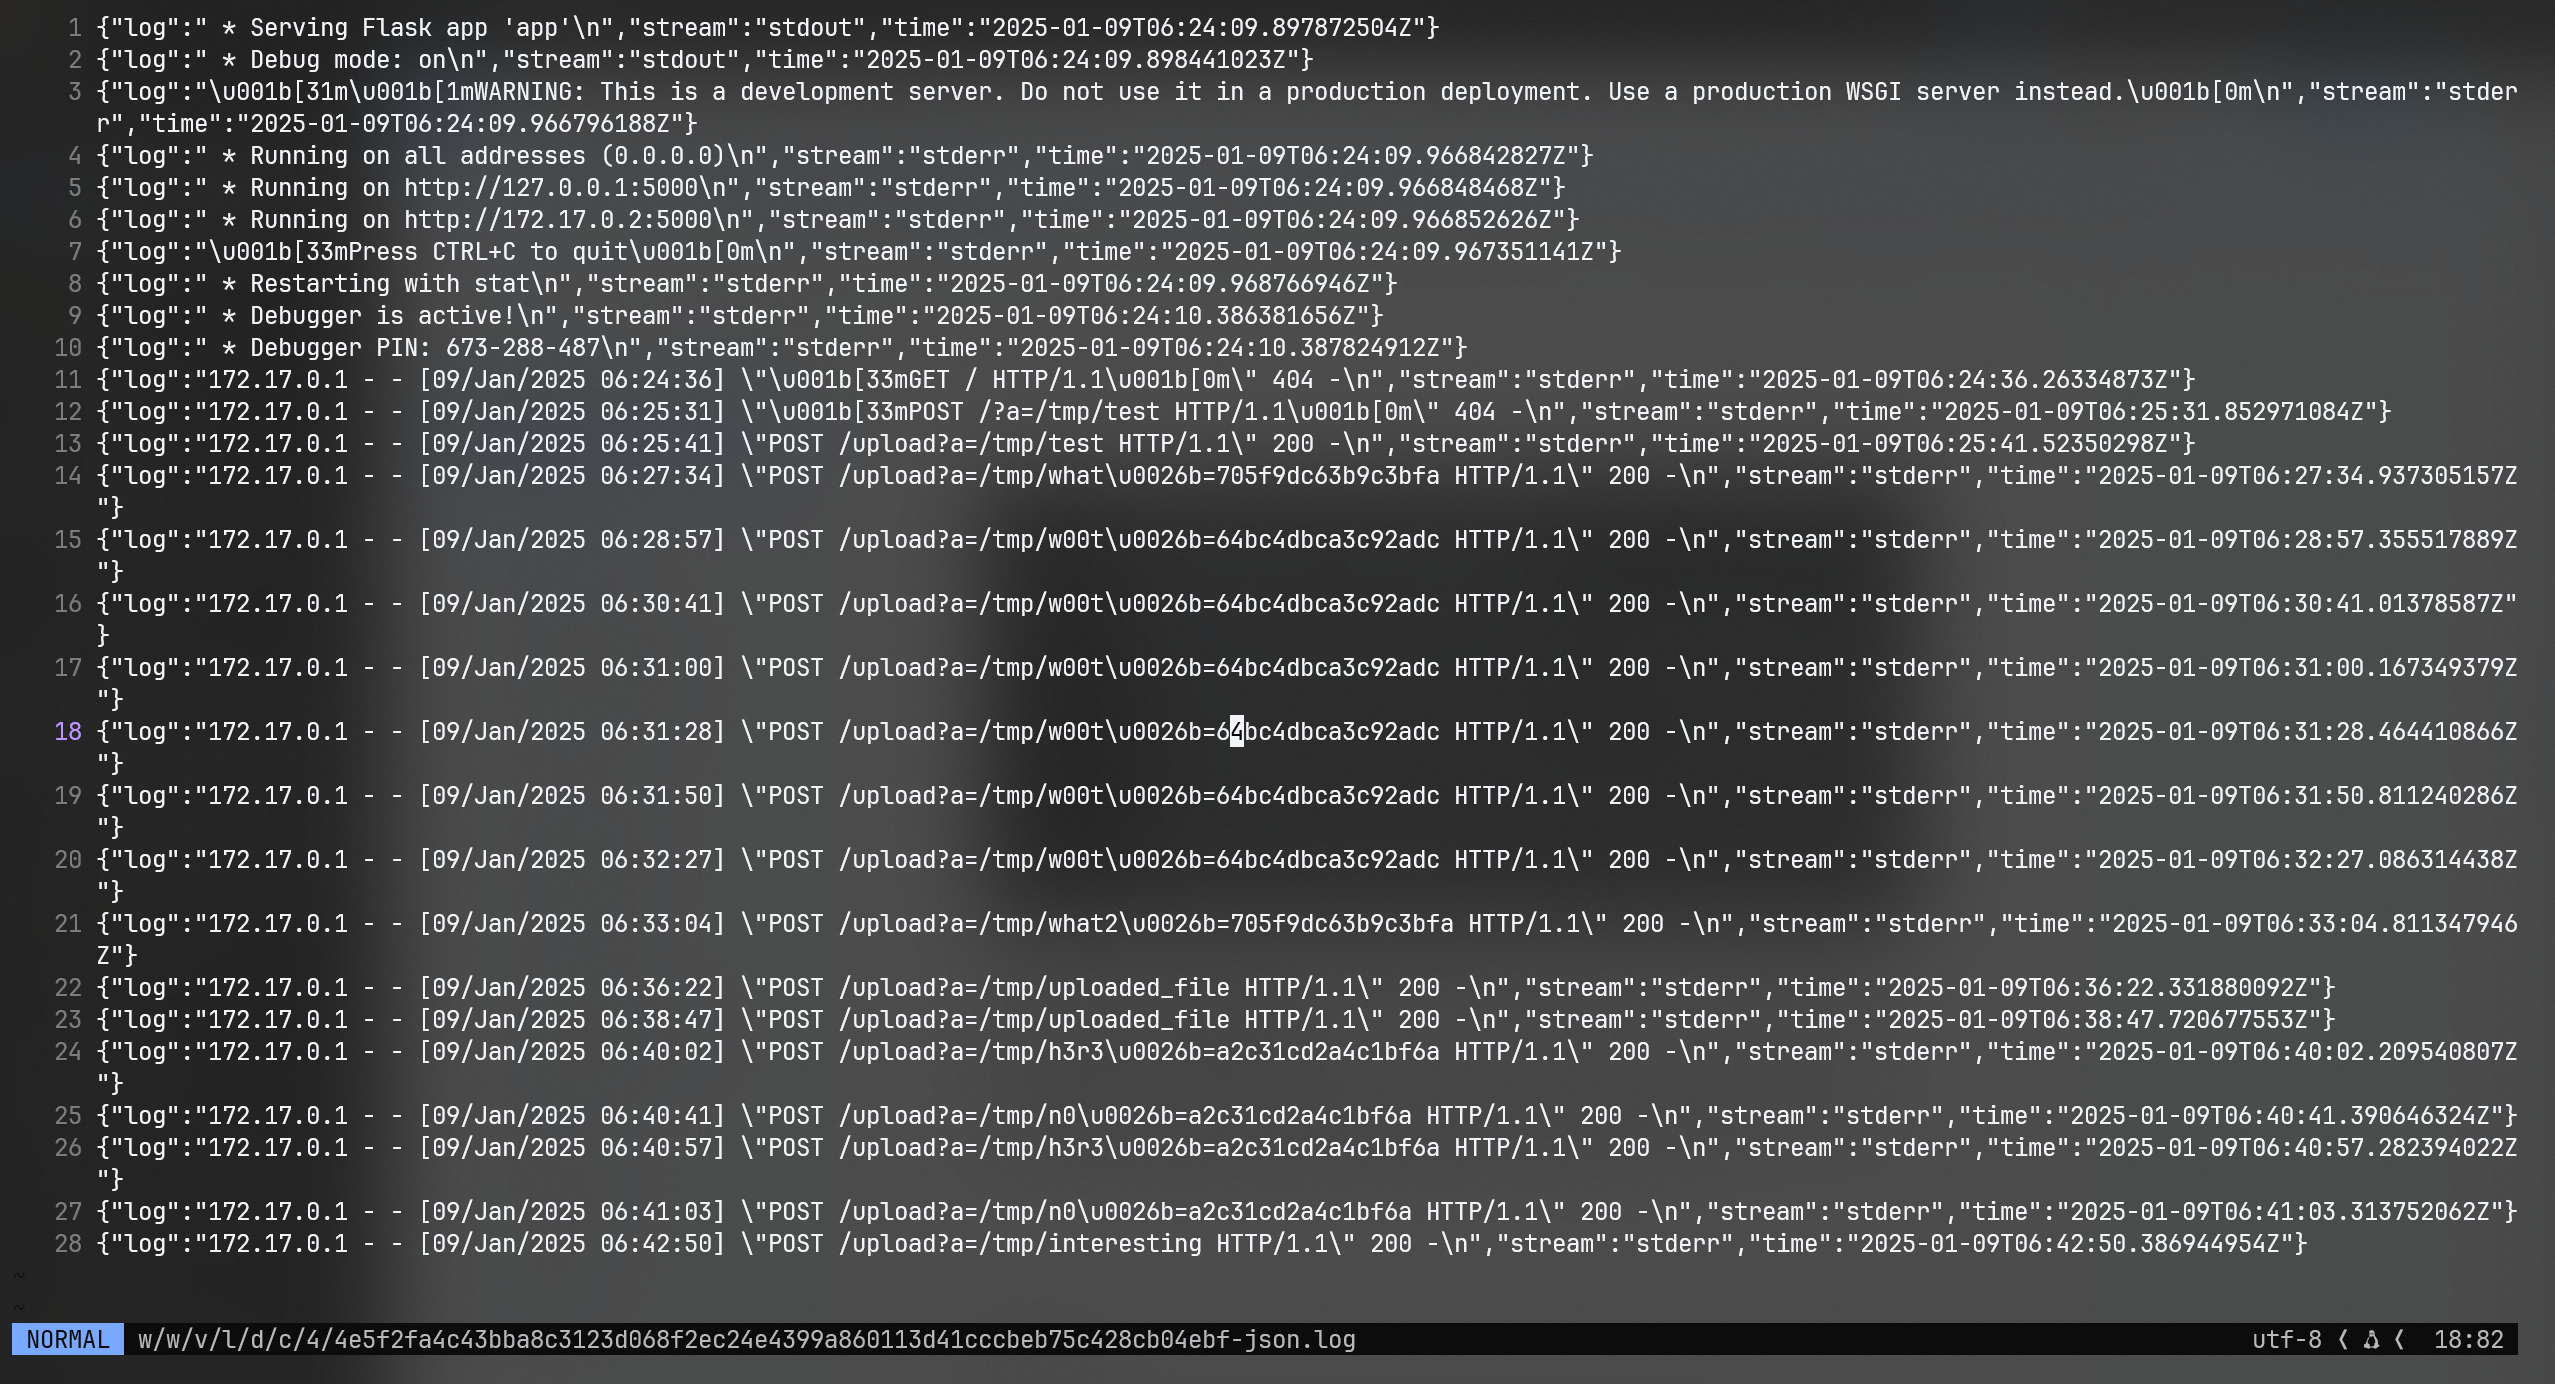 1 {"log":" * Serving Flask app 'app'\n","stream":"stdout","time":"2025-01-09T06:24:09.897872504Z"}
2 {"log":" * Debug mode: on\n","stream":"stdout","time":"2025-01-09T06:24:09.898441023Z"}
3 {"log":"\u001b[31m\u001b[1mWARNING: This is a development server. Do not use it in a production deployment. Use a production WSGI server instead.\u001b[0m\n","stream":"stder
r","time":"2025-01-09T06:24:09.966796188Z"}
4 {"log":" * Running on all addresses (0.0.0.0)\n","stream":"stderr","time":"2025-01-09T06:24:09.966842827Z"}
5 {"log":" * Running on http://127.0.0.1:5000\n","stream":"stderr","time":"2025-01-09T06:24:09.966848468Z"}
6 {"log":" * Running on http://172.17.0.2:5000\n","stream":"stderr","time":"2025-01-09T06:24:09.966852626Z"}
7 {"log":"\u001b[33mPress CTRL+C to quit\u001b[0m\n","stream":"stderr","time":"2025-01-09T06:24:09.967351141Z"}
8 {"log":" * Restarting with stat\n","stream":"stderr","time":"2025-01-09T06:24:09.968766946Z"}
9 {"log":" * Debugger is active!\n","stream":"stderr","time":"2025-01-09T06:24:10.386381656Z"}
10 {"log":" * Debugger PIN: 673-288-487\n","stream":"stderr","time":"2025-01-09T06:24:10.387824912Z"}
11 {"log":"172.17.0.1 - - [09/Jan/2025 06:24:36] \"\u001b[33mGET / HTTP/1.1\u001b[0m\" 404 -\n","stream":"stderr","time":"2025-01-09T06:24:36.26334873Z"}
12 {"log":"172.17.0.1 - - [09/Jan/2025 06:25:31] \"\u001b[33mPOST /?a=/tmp/test HTTP/1.1\u001b[0m\" 404 -\n","stream":"stderr","time":"2025-01-09T06:25:31.852971084Z"}
13 {"log":"172.17.0.1 - - [09/Jan/2025 06:25:41] \"POST /upload?a=/tmp/test HTTP/1.1\" 200 -\n","stream":"stderr","time":"2025-01-09T06:25:41.52350298Z"}
14 {"log":"172.17.0.1 - - [09/Jan/2025 06:27:34] \"POST /upload?a=/tmp/what\u0026b=705f9dc63b9c3bfa HTTP/1.1\" 200 -\n","stream":"stderr","time":"2025-01-09T06:27:34.937305157Z
"}
15 {"log":"172.17.0.1 - - [09/Jan/2025 06:28:57] \"POST /upload?a=/tmp/w00t\u0026b=64bc4dbca3c92adc HTTP/1.1\" 200 -\n","stream":"stderr","time":"2025-01-09T06:28:57.355517889Z
"}
16 {"log":"172.17.0.1 - - [09/Jan/2025 06:30:41] \"POST /upload?a=/tmp/w00t\u0026b=64bc4dbca3c92adc HTTP/1.1\" 200 -\n","stream":"stderr","time":"2025-01-09T06:30:41.01378587Z"
}
17 {"log":"172.17.0.1 - - [09/Jan/2025 06:31:00] \"POST /upload?a=/tmp/w00t\u0026b=64bc4dbca3c92adc HTTP/1.1\" 200 -\n","stream":"stderr","time":"2025-01-09T06:31:00.167349379Z
"}
18 {"log":"172.17.0.1 - - [09/Jan/2025 06:31:28] \"POST /upload?a=/tmp/w00t\u0026b=64bc4dbca3c92adc HTTP/1.1\" 200 -\n","stream":"stderr","time":"2025-01-09T06:31:28.464410866Z
"}
19 {"log":"172.17.0.1 - - [09/Jan/2025 06:31:50] \"POST /upload?a=/tmp/w00t\u0026b=64bc4dbca3c92adc HTTP/1.1\" 200 -\n","stream":"stderr","time":"2025-01-09T06:31:50.811240286Z
"}
20 {"log":"172.17.0.1 - - [09/Jan/2025 06:32:27] \"POST /upload?a=/tmp/w00t\u0026b=64bc4dbca3c92adc HTTP/1.1\" 200 -\n","stream":"stderr","time":"2025-01-09T06:32:27.086314438Z
"}
21 {"log":"172.17.0.1 - - [09/Jan/2025 06:33:04] \"POST /upload?a=/tmp/what2\u0026b=705f9dc63b9c3bfa HTTP/1.1\" 200 -\n","stream":"stderr","time":"2025-01-09T06:33:04.811347946
Z"}
22 {"log":"172.17.0.1 - - [09/Jan/2025 06:36:22] \"POST /upload?a=/tmp/uploaded_file HTTP/1.1\" 200 -\n","stream":"stderr","time":"2025-01-09T06:36:22.331880092Z"}
23 {"log":"172.17.0.1 - - [09/Jan/2025 06:38:47] \"POST /upload?a=/tmp/uploaded_file HTTP/1.1\" 200 -\n","stream":"stderr","time":"2025-01-09T06:38:47.720677553Z"}
24 {"log":"172.17.0.1 - - [09/Jan/2025 06:40:02] \"POST /upload?a=/tmp/h3r3\u0026b=a2c31cd2a4c1bf6a HTTP/1.1\" 200 -\n","stream":"stderr","time":"2025-01-09T06:40:02.209540807Z
"}
25 {"log":"172.17.0.1 - - [09/Jan/2025 06:40:41] \"POST /upload?a=/tmp/n0\u0026b=a2c31cd2a4c1bf6a HTTP/1.1\" 200 -\n","stream":"stderr","time":"2025-01-09T06:40:41.390646324Z"}
26 {"log":"172.17.0.1 - - [09/Jan/2025 06:40:57] \"POST /upload?a=/tmp/h3r3\u0026b=a2c31cd2a4c1bf6a HTTP/1.1\" 200 -\n","stream":"stderr","time":"2025-01-09T06:40:57.282394022Z
"}
27 {"log":"172.17.0.1 - - [09/Jan/2025 06:41:03] \"POST /upload?a=/tmp/n0\u0026b=a2c31cd2a4c1bf6a HTTP/1.1\" 200 -\n","stream":"stderr","time":"2025-01-09T06:41:03.313752062Z"}
28 {"log":"172.17.0.1 - - [09/Jan/2025 06:42:50] \"POST /upload?a=/tmp/interesting HTTP/1.1\" 200 -\n","stream":"stderr","time":"2025-01-09T06:42:50.386944954Z"}
~
~
NORMAL w/w/v/l/d/c/4/4e5f2fa4c43bba8c3123d068f2ec24e4399a860113d41cccbeb75c428cb04ebf-json.log utf-8 ⟨ ⟨ 18:82